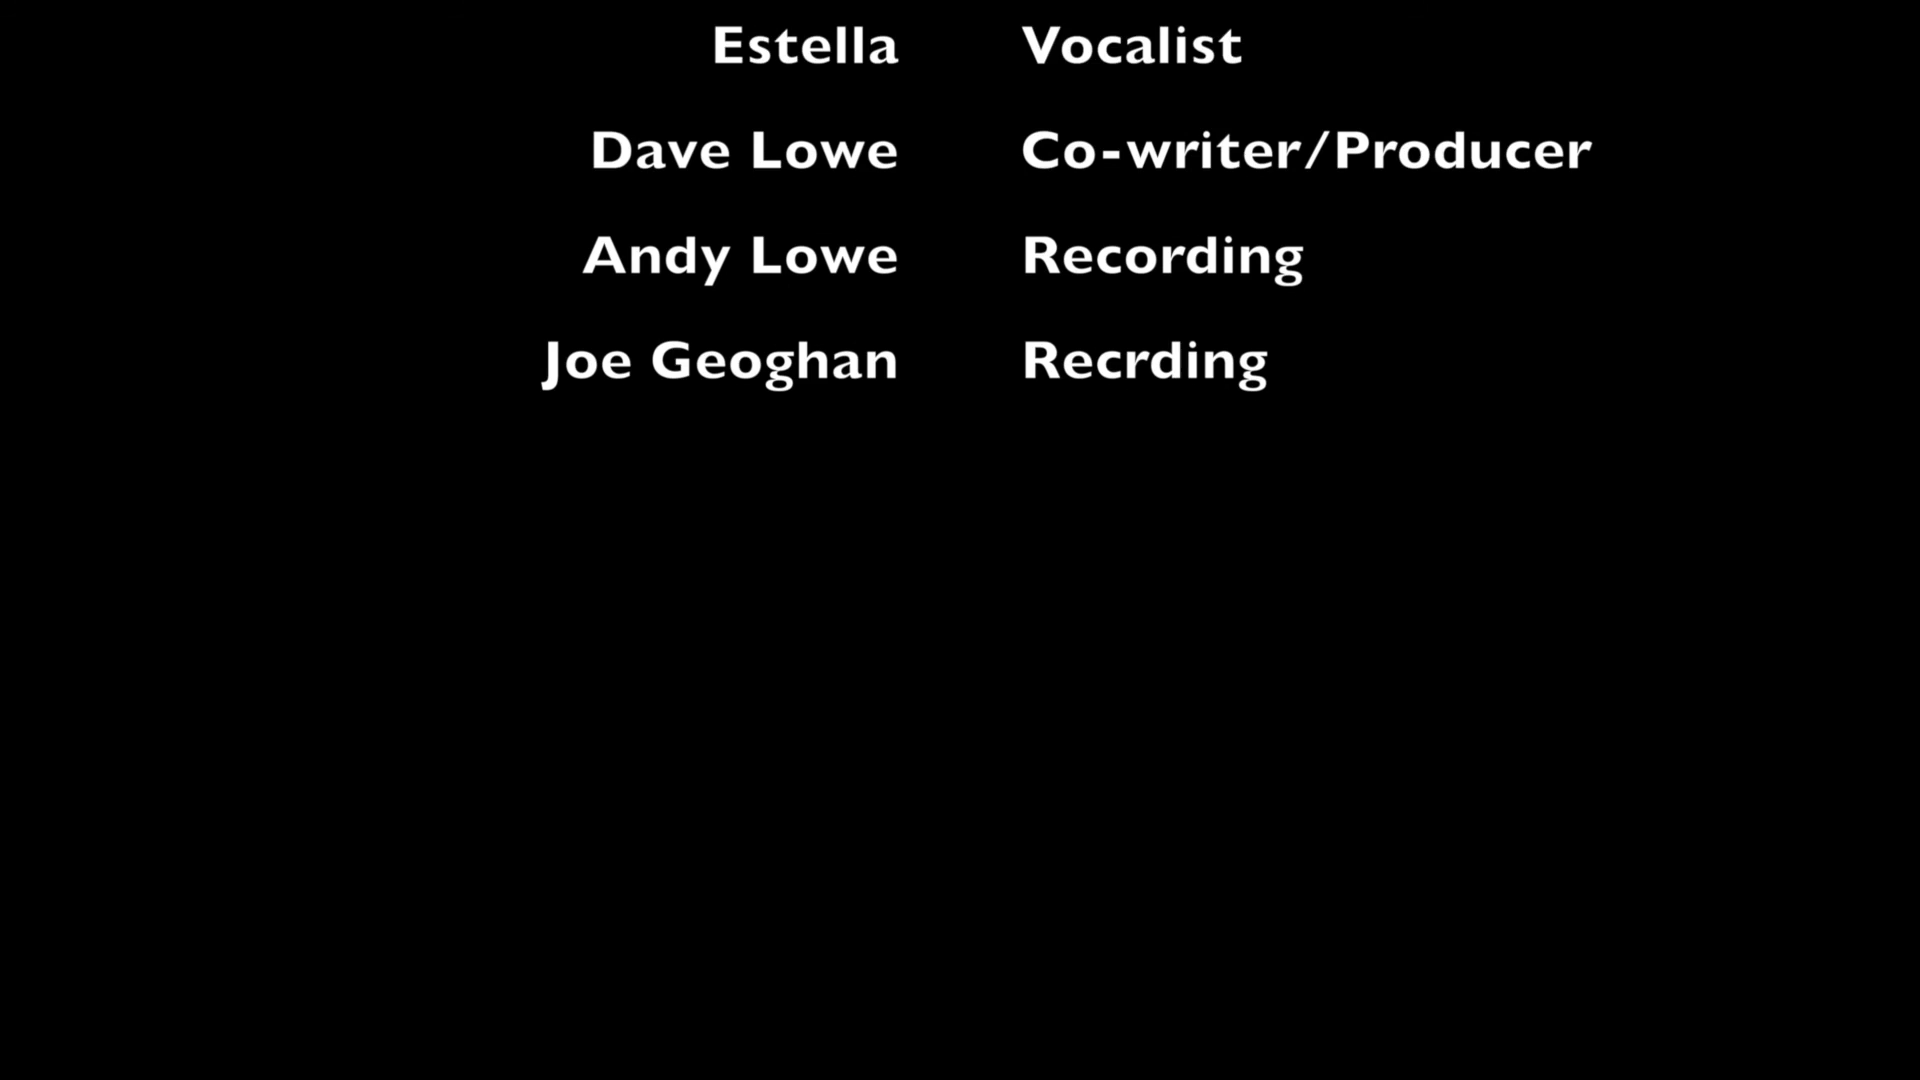 Estella Vocalist
Dave Lowe Co-writer/Producer
Andy Lowe Recording
Joe Geoghan Recrding